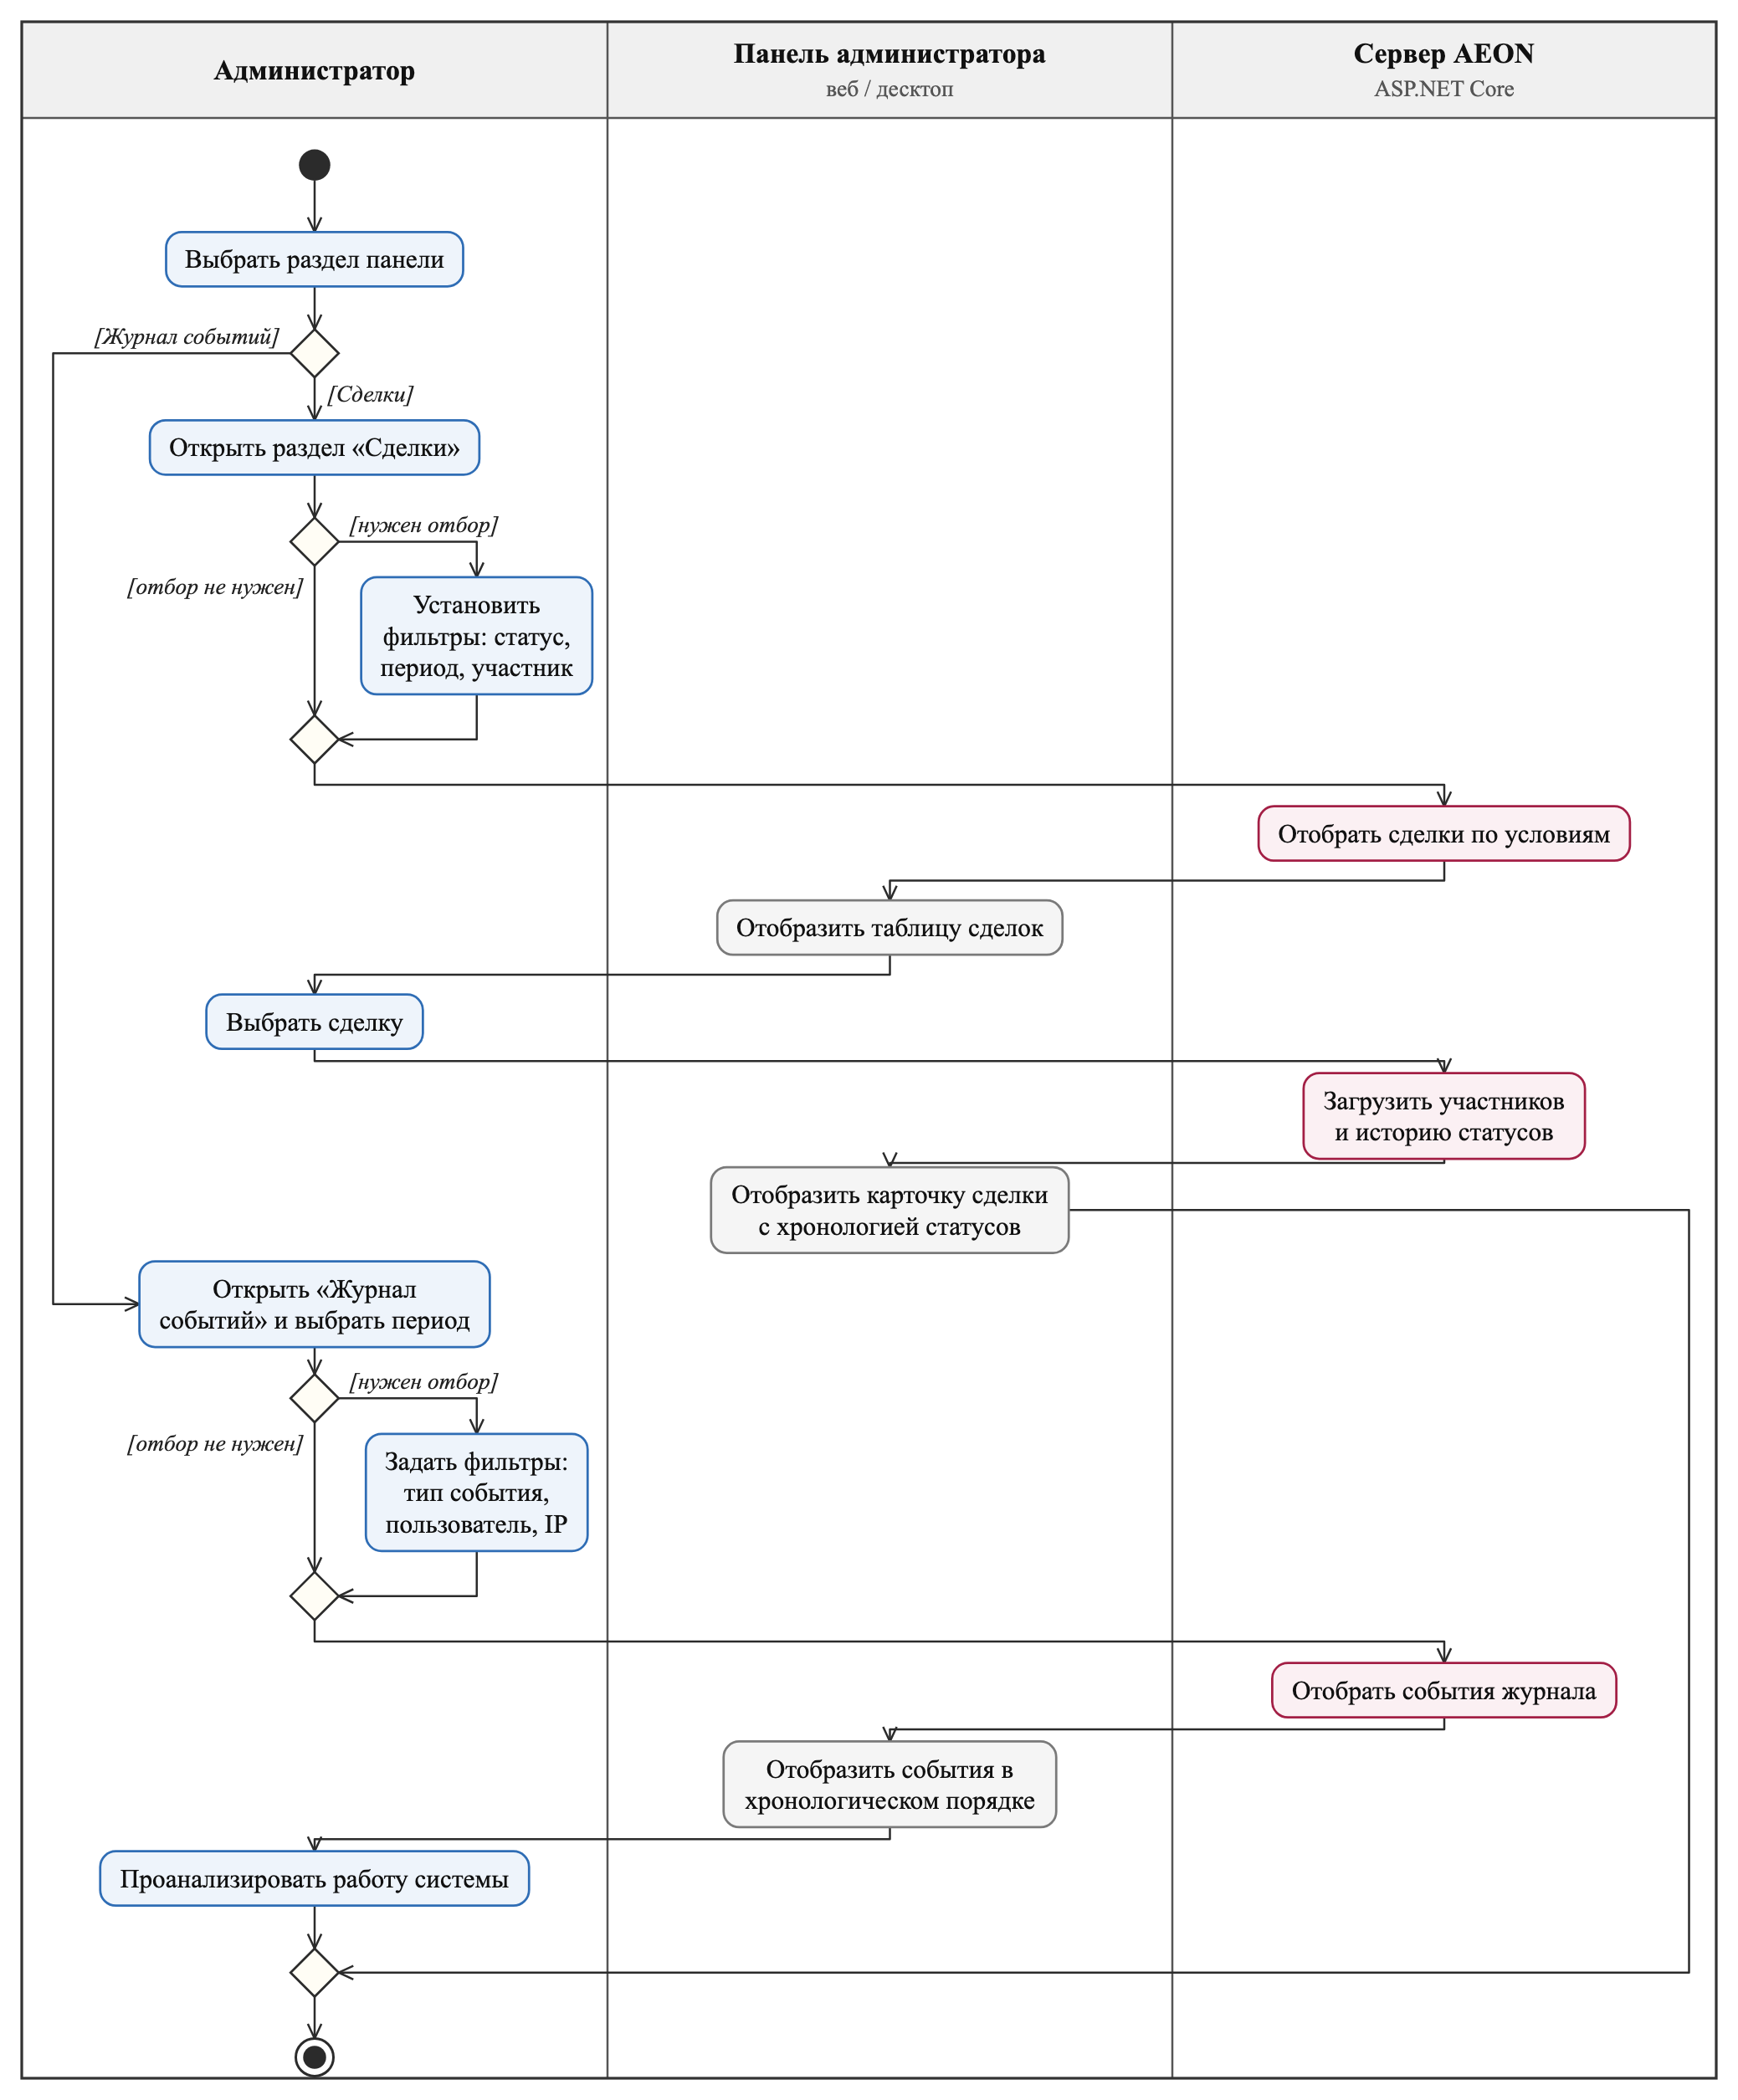 Администратор
Панель администратора
веб / десктоп
Сервер AEON
ASP.NET Core
Выбрать раздел панели
[Журнал событий]
[Сделки]
Открыть раздел «Сделки»
[нужен отбор]
[отбор не нужен]
Установить
фильтры: статус,
период, участник
Отобрать сделки по условиям
Отобразить таблицу сделок
Выбрать сделку
Загрузить участников
и историю статусов
Отобразить карточку сделки
с хронологией статусов
Открыть «Журнал
событий» и выбрать период
[нужен отбор]
[отбор не нужен]
Задать фильтры:
тип события,
пользователь, IP
Отобрать события журнала
Отобразить события в
хронологическом порядке
Проанализировать работу системы